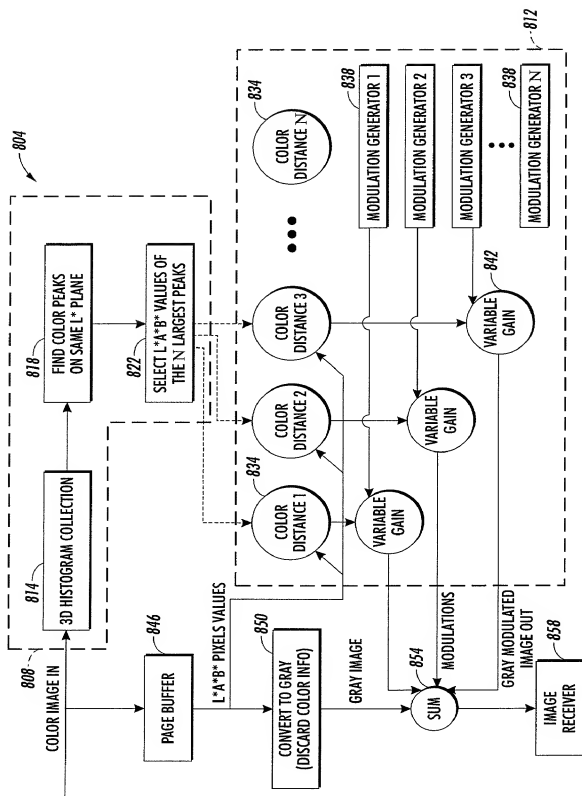 804
808
COLOR IMAGE IN
814
3D HISTOGRAM COLLECTION
818
FIND COLOR PEAKS
ON SAME L* PLANE
822
SELECT L*A*B* VALUES OF
THE N LARGEST PEAKS
812
834
COLOR
DISTANCE 1
COLOR
DISTANCE 2
COLOR
DISTANCE 3
834
COLOR
DISTANCE N
838
MODULATION GENERATOR 1
MODULATION GENERATOR 2
MODULATION GENERATOR 3
838
MODULATION GENERATOR N
VARIABLE
GAIN
VARIABLE
GAIN
842
VARIABLE
GAIN
846
PAGE BUFFER
L*A*B* PIXELS VALUES
850
CONVERT TO GRAY
(DISCARD COLOR INFO)
GRAY IMAGE
854
SUM
MODULATIONS
GRAY MODULATED
IMAGE OUT
858
IMAGE
RECEIVER